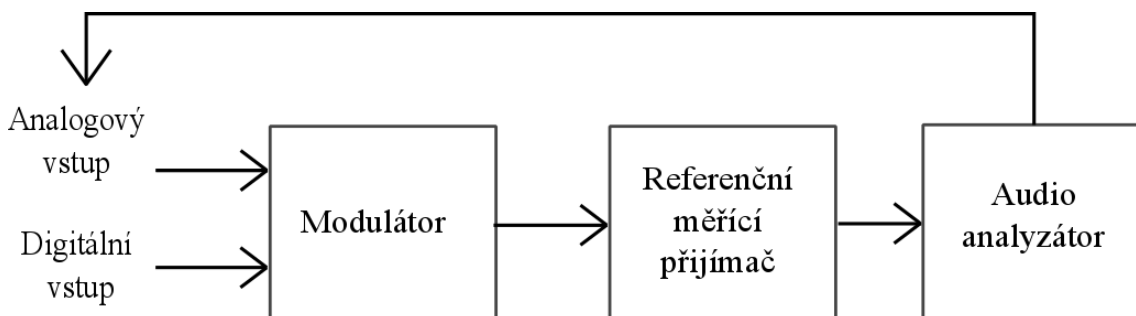 Analogový
vstup
Digitální
vstup
Modulátor
Referenční
měřící
přijímač
Audio
analyzátor